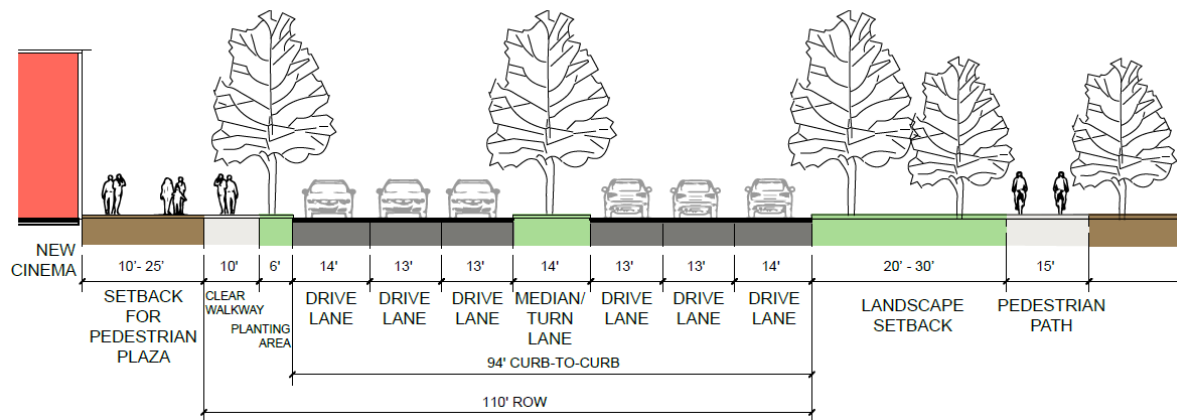 NEW
CINEMA
10'- 25'
10'
6'
14'
13'
13'
14'
13'
13'
14'
20' - 30'
15'
SETBACK
FOR
PEDESTRIAN
PLAZA
CLEAR
WALKWAY
PLANTING
AREA
DRIVE
LANE
DRIVE
LANE
DRIVE
LANE
MEDIAN/
TURN
LANE
DRIVE
LANE
DRIVE
LANE
DRIVE
LANE
LANDSCAPE
SETBACK
PEDESTRIAN
PATH
94' CURB-TO-CURB
110' ROW